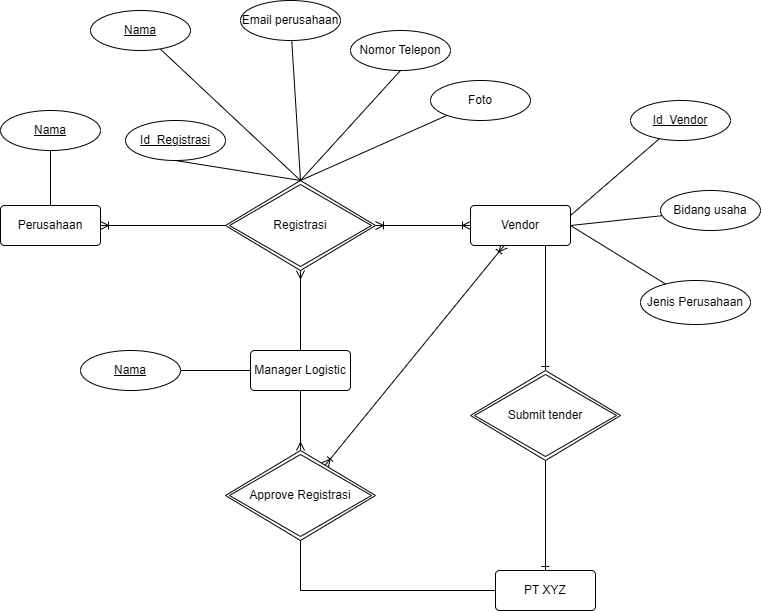 Email perusahaan
Nama
Nomor Telepon
Foto
Id_Vendor
Nama
Id_Registrasi
Bidang usaha
Perusahaan
Registrasi
Vendor
Jenis Perusahaan
Nama
Manager Logistic
Submit tender
Approve Registrasi
PT XYZ